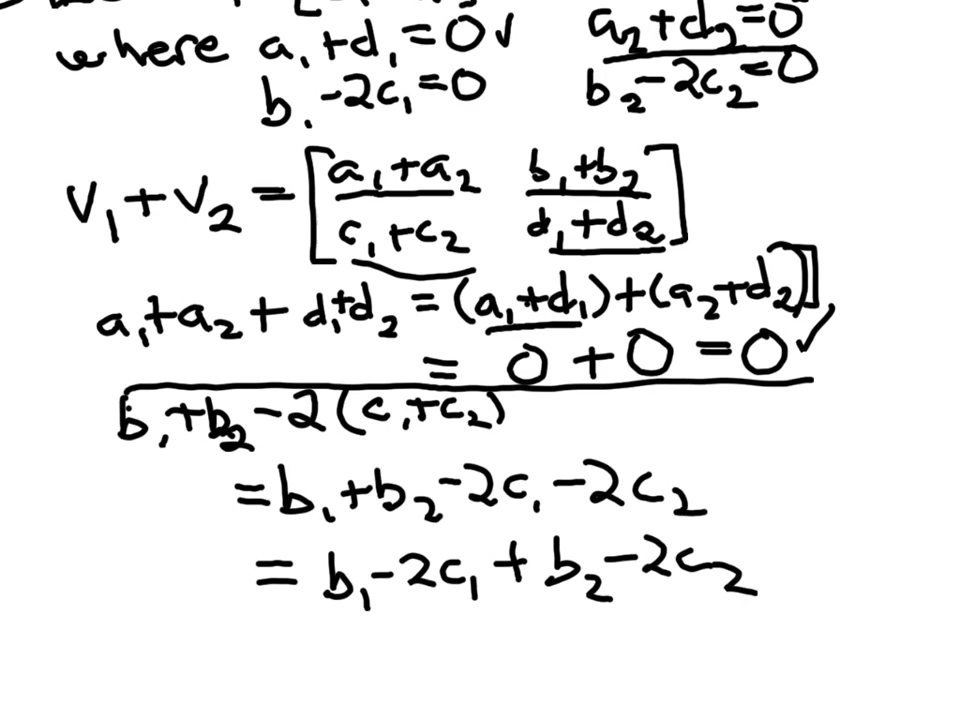 where a₁+d₁=0✓ a₂+d₂=0
b₁-2c₁=0 b₂-2c₂=0
V₁+V₂=[a₁+a₂ b₁+b₂
c₁+c₂ d₁+d₂]
a₁+a₂+d₁+d₂=(a₁+d₁)+(a₂+d₂)
=0+0=0✓
b₁+b₂-2(c₁+c₂)
=b₁+b₂-2c₁-2c₂
=b₁-2c₁+b₂-2c₂